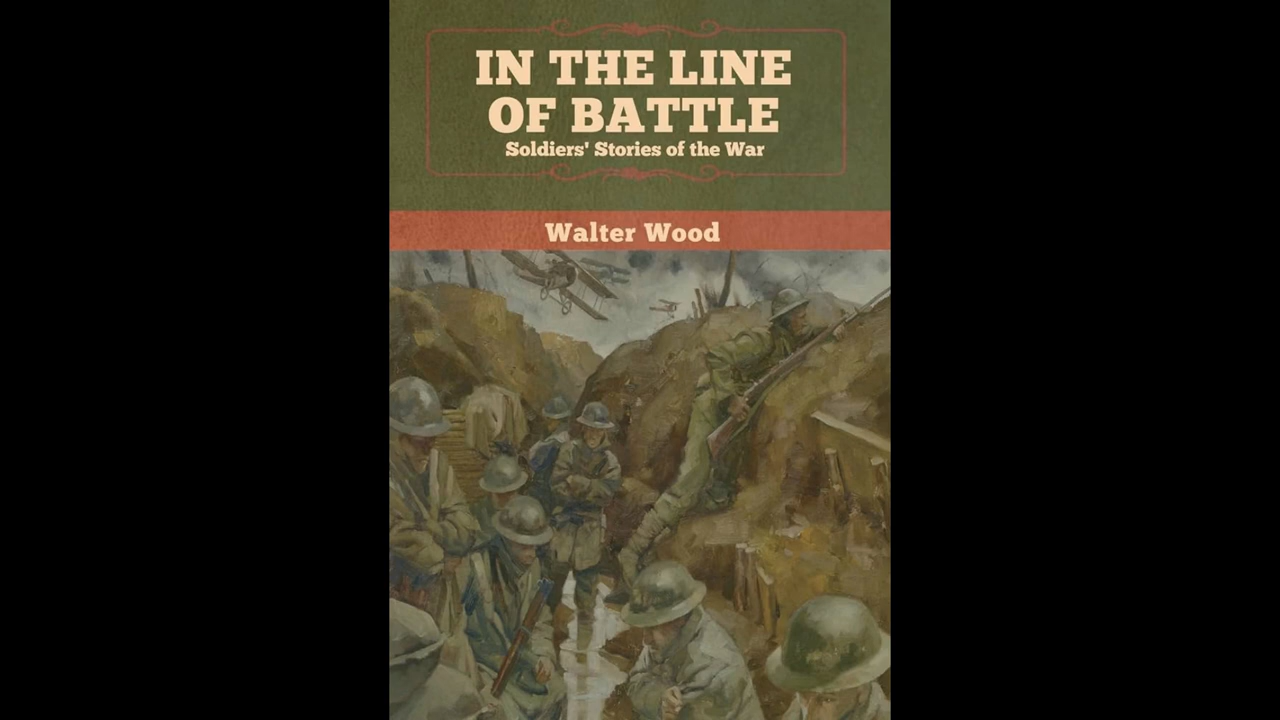 IN THE LINE
OF BATTLE
Soldiers' Stories of the War
Walter Wood